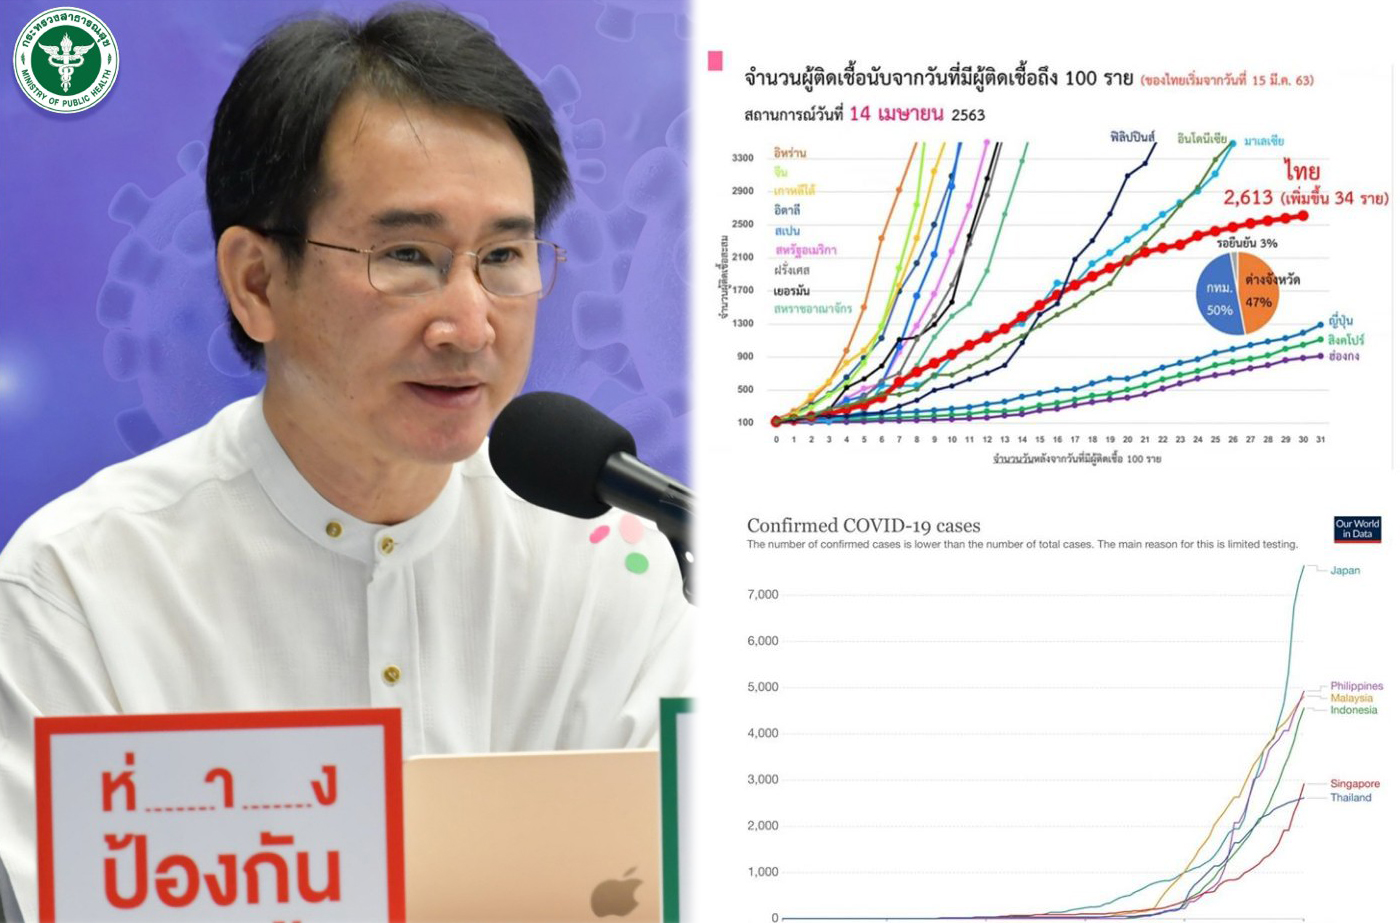 กระทรวงสาธารณสุข
MINISTRY OF PUBLIC HEALTH
ห่......า......ง
ป้องกัน
จำนวนผู้ติดเชื้อนับจากวันที่มีผู้ติดเชื้อถึง 100 ราย (ของไทยเริ่มจากวันที่ 15 มี.ค. 63)
สถานการณ์วันที่ 14 เมษายน 2563
จำนวนผู้ติดเชื้อสะสม
3300
2900
2500
2100
1700
1300
900
500
100
อิหร่าน
จีน
เกาหลีใต้
อิตาลี
สเปน
สหรัฐอเมริกา
ฝรั่งเศส
เยอรมัน
สหราชอาณาจักร
ฟิลิปปินส์
อินโดนีเซีย
มาเลเซีย
ไทย
2,613 (เพิ่มขึ้น 34 ราย)
รอยืนยัน 3%
กทม.
50%
ต่างจังหวัด
47%
ญี่ปุ่น
สิงคโปร์
ฮ่องกง
0 1 2 3 4 5 6 7 8 9 10 11 12 13 14 15 16 17 18 19 20 21 22 23 24 25 26 27 28 29 30 31
จำนวนวันหลังจากวันที่มีผู้ติดเชื้อ 100 ราย
Confirmed COVID-19 cases
The number of confirmed cases is lower than the number of total cases. The main reason for this is limited testing.
Our World
in Data
7,000
6,000
5,000
4,000
3,000
2,000
1,000
0
Japan
Philippines
Malaysia
Indonesia
Singapore
Thailand